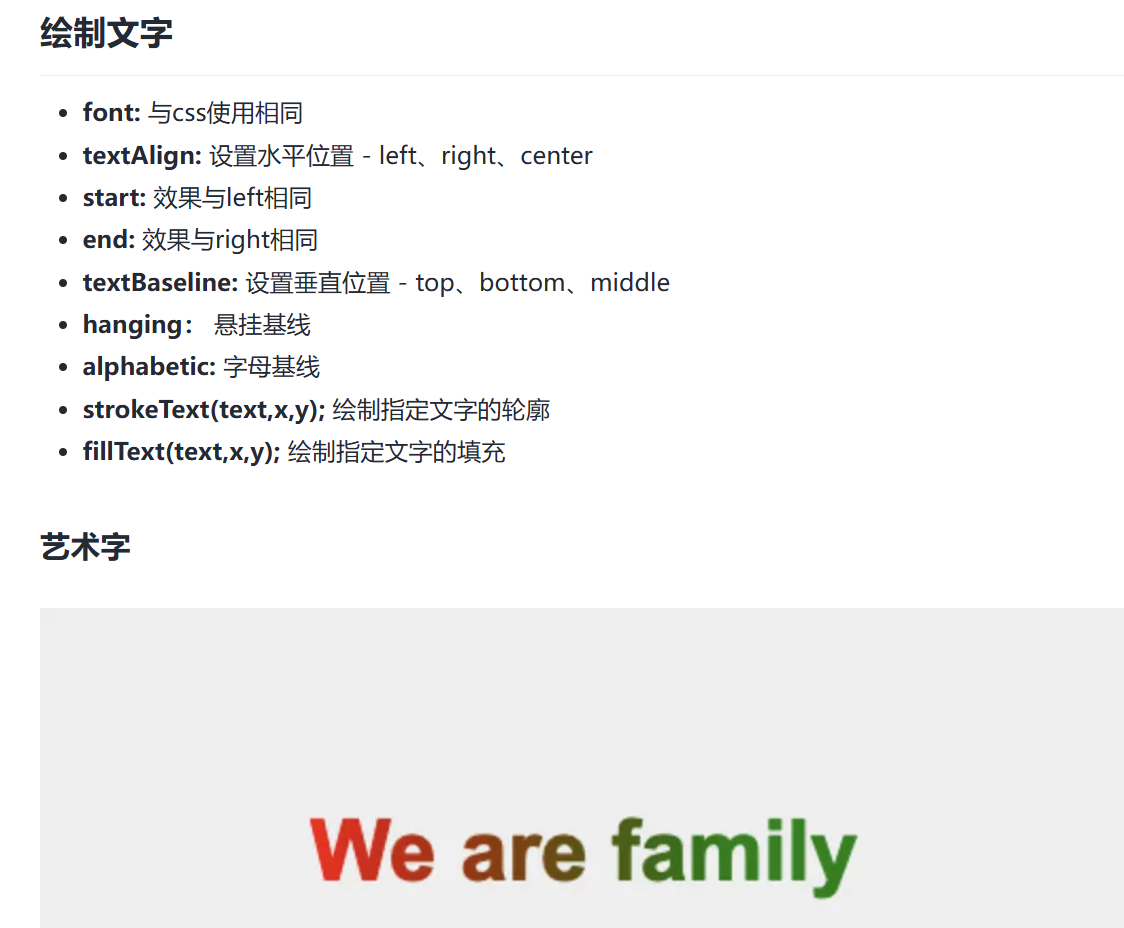 绘制文字
font: 与css使用相同
textAlign: 设置水平位置 - left、right、center
start: 效果与left相同
end: 效果与right相同
textBaseline: 设置垂直位置 - top、bottom、middle
hanging： 悬挂基线
alphabetic: 字母基线
strokeText(text,x,y); 绘制指定文字的轮廓
fillText(text,x,y); 绘制指定文字的填充
艺术字
We are family